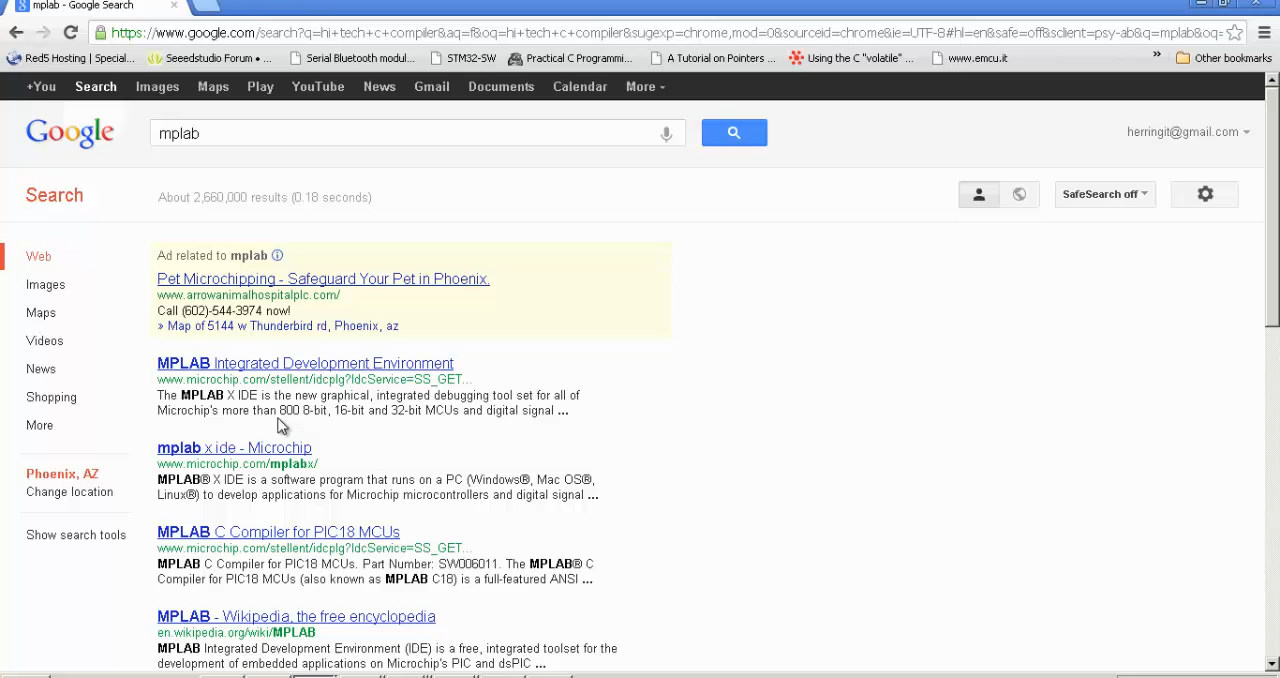 mplab - Google Search
https://www.google.com/search?q=hi+tech+c+compiler&aq=f&oq=hi+tech+c+compiler&sugexp=chrome,mod=0&sourceid=chrome&ie=UTF-8#hl=en&safe=off&sclient=psy-ab&q=mplab&oq=
Red5 Hosting | Special... Seeedstudio Forum • ... Serial Bluetooth modul... STM32 SW Practical C Programmi... A Tutorial on Pointers ... Using the C "volatile" ... www.emcu.it » Other bookmarks
+You Search Images Maps Play YouTube News Gmail Documents Calendar More
Google mplab herringit@gmail.com
Search About 2,660,000 results (0.18 seconds) SafeSearch off
Web
Images
Maps
Videos
News
Shopping
More
Phoenix, AZ
Change location
Show search tools
Ad related to mplab
Pet Microchipping - Safeguard Your Pet in Phoenix.
www.arrowanimalhospitalplc.com/
Call (602)-544-3974 now!
» Map of 5144 w Thunderbird rd, Phoenix, az
MPLAB Integrated Development Environment
www.microchip.com/stellent/idcplg?IdcService=SS_GET...
The MPLAB X IDE is the new graphical, integrated debugging tool set for all of
Microchip's more than 800 8-bit, 16-bit and 32-bit MCUs and digital signal ...
mplab x ide - Microchip
www.microchip.com/mplabx/
MPLAB® X IDE is a software program that runs on a PC (Windows®, Mac OS®,
Linux®) to develop applications for Microchip microcontrollers and digital signal ...
MPLAB C Compiler for PIC18 MCUs
www.microchip.com/stellent/idcplg?IdcService=SS_GET...
MPLAB C Compiler for PIC18 MCUs. Part Number: SW006011. The MPLAB® C
Compiler for PIC18 MCUs (also known as MPLAB C18) is a full-featured ANSI ...
MPLAB - Wikipedia, the free encyclopedia
en.wikipedia.org/wiki/MPLAB
MPLAB Integrated Development Environment (IDE) is a free, integrated toolset for the
development of embedded applications on Microchip's PIC and dsPIC ...